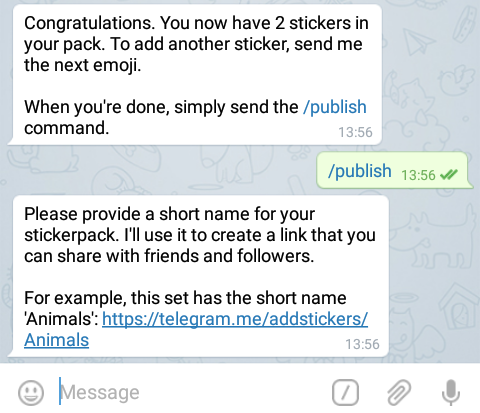 Congratulations. You now have 2 stickers in
your pack. To add another sticker, send me
the next emoji.
When you're done, simply send the /publish
command.
13:56
/publish 13:56
Please provide a short name for your
stickerpack. I'll use it to create a link that you
can share with friends and followers.
For example, this set has the short name
'Animals': https://telegram.me/addstickers/
Animals
13:56
Message